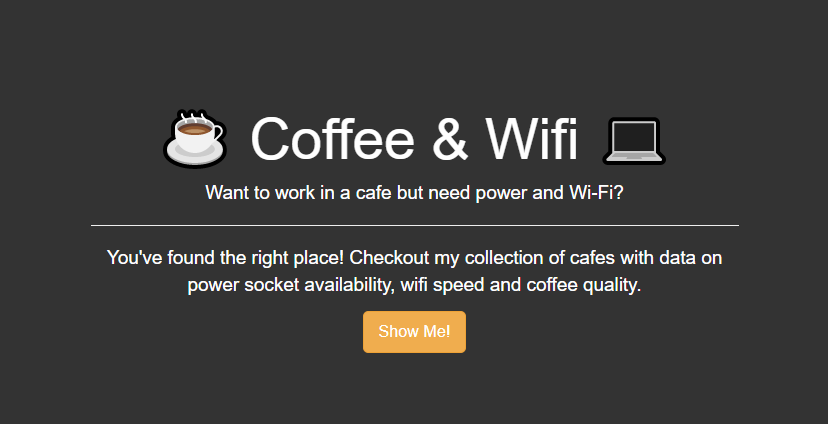 ☕ Coffee & Wifi 💻
Want to work in a cafe but need power and Wi-Fi?
You've found the right place! Checkout my collection of cafes with data on
power socket availability, wifi speed and coffee quality.
Show Me!